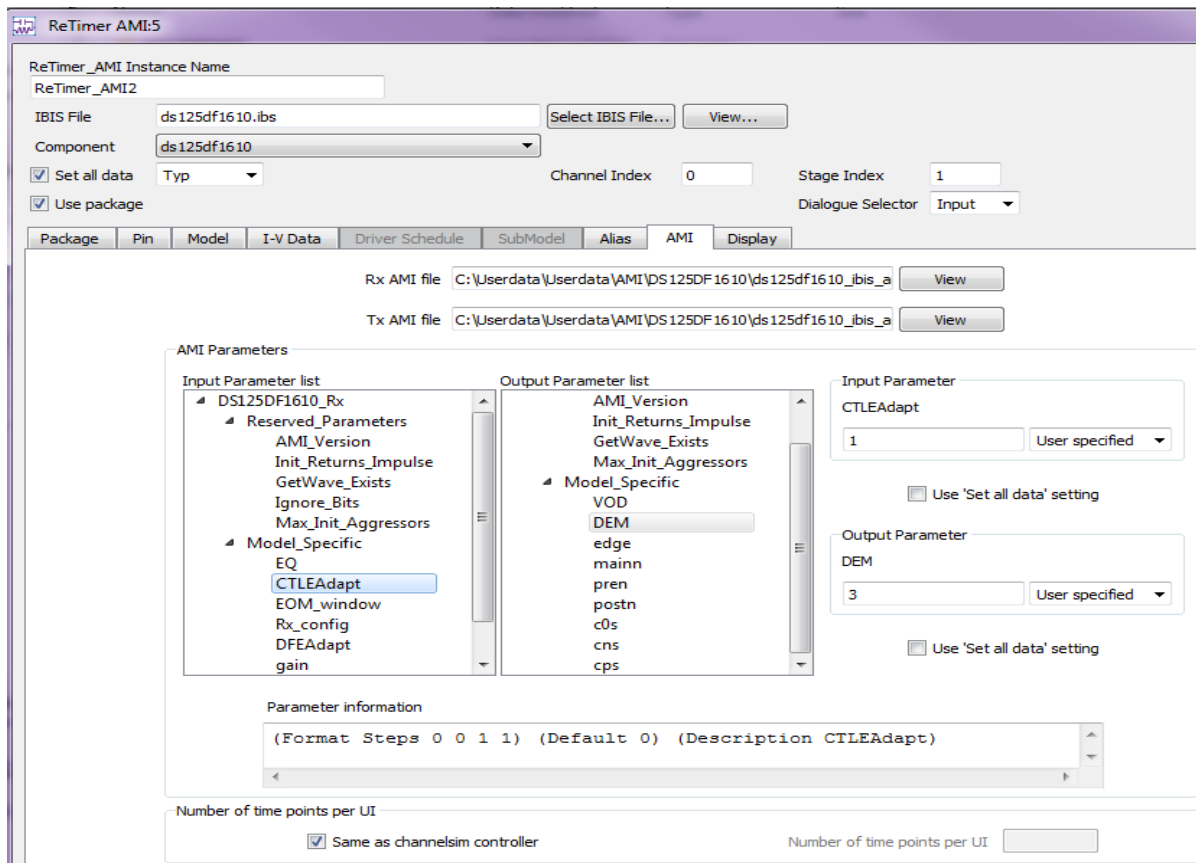 ReTimer AMI:5
ReTimer_AMI Instance Name
ReTimer_AMI2
IBIS File ds125df1610.ibs Select IBIS File... View...
Component ds125df1610
Set all data Typ Channel Index 0 Stage Index 1
Use package Dialogue Selector Input
Package Pin Model I-V Data Driver Schedule SubModel Alias AMI Display
Rx AMI file C:\Userdata\Userdata\AMI\DS125DF1610\ds125df1610_ibis_a View
Tx AMI file C:\Userdata\Userdata\AMI\DS125DF1610\ds125df1610_ibis_a View
AMI Parameters
Input Parameter list
DS125DF1610_Rx
Reserved_Parameters
AMI_Version
Init_Returns_Impulse
GetWave_Exists
Ignore_Bits
Max_Init_Aggressors
Model_Specific
EQ
CTLEAdapt
EOM_window
Rx_config
DFEAdapt
gain
Output Parameter list
AMI_Version
Init_Returns_Impulse
GetWave_Exists
Max_Init_Aggressors
Model_Specific
VOD
DEM
edge
mainn
pren
postn
c0s
cns
cps
Input Parameter
CTLEAdapt
1 User specified
Use 'Set all data' setting
Output Parameter
DEM
3 User specified
Use 'Set all data' setting
Parameter information
(Format Steps 0 0 1 1) (Default 0) (Description CTLEAdapt)
Number of time points per UI
Same as channelsim controller Number of time points per UI